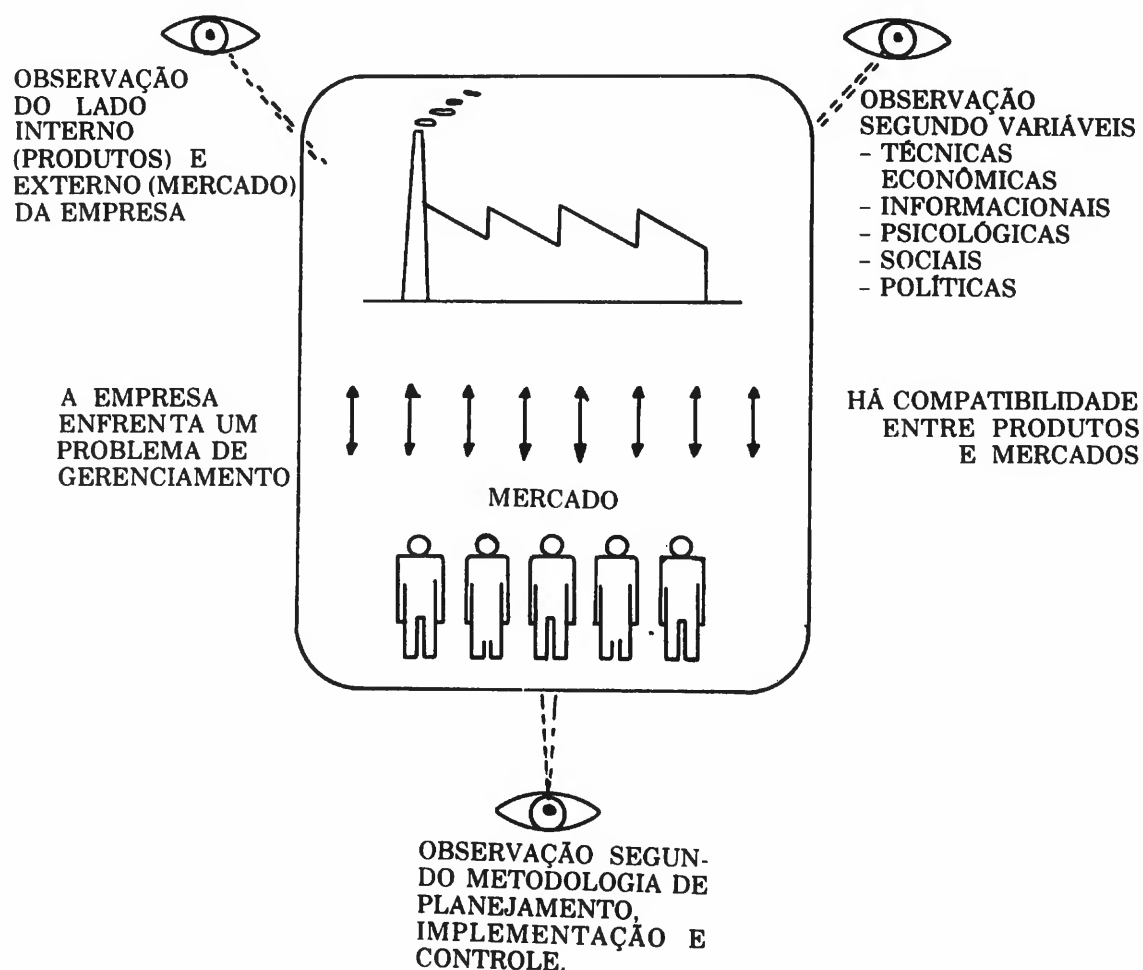 OBSERVAÇÃO
DO LADO
INTERNO
(PRODUTOS) E
EXTERNO (MERCADO)
DA EMPRESA
OBSERVAÇÃO
SEGUNDO VARIÁVEIS
- TÉCNICAS
ECONÔMICAS
- INFORMACIONAIS
- PSICOLÓGICAS
- SOCIAIS
- POLÍTICAS
A EMPRESA
ENFRENTA UM
PROBLEMA DE
GERENCIAMENTO
HÁ COMPATIBILIDADE
ENTRE PRODUTOS
E MERCADOS
MERCADO
OBSERVAÇÃO SEGUN-
DO METODOLOGIA DE
PLANEJAMENTO,
IMPLEMENTAÇÃO E
CONTROLE.